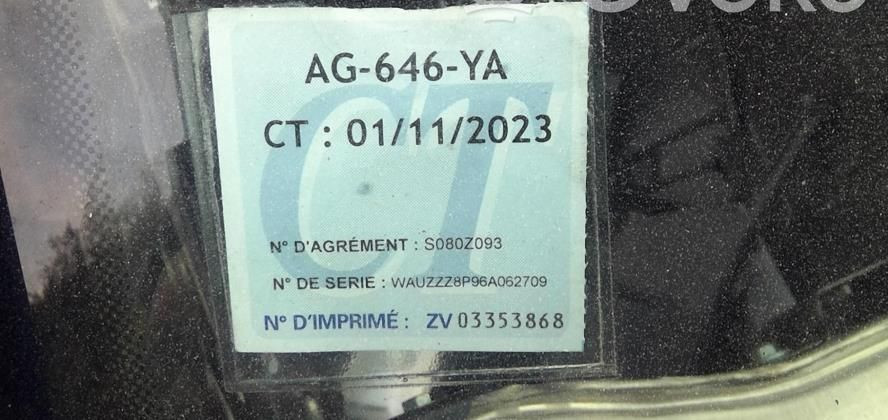 AG-646-YA
CT : 01/11/2023
N° D'AGRÉMENT : S080Z093
N° DE SERIE : WAUZZZ8P96A062709
N° D'IMPRIMÉ : ZV 03353868